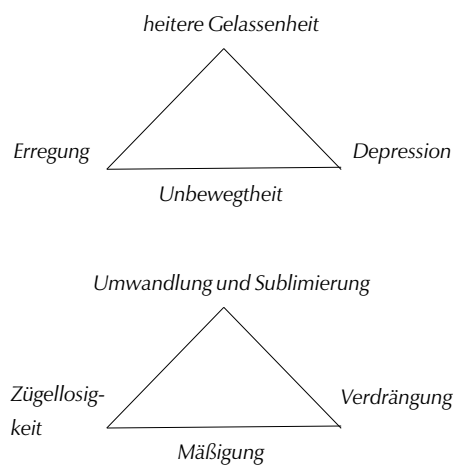 heitere Gelassenheit
Erregung
Depression
Unbewegtheit
Umwandlung und Sublimierung
Zügellosig-
keit
Verdrängung
Mäßigung